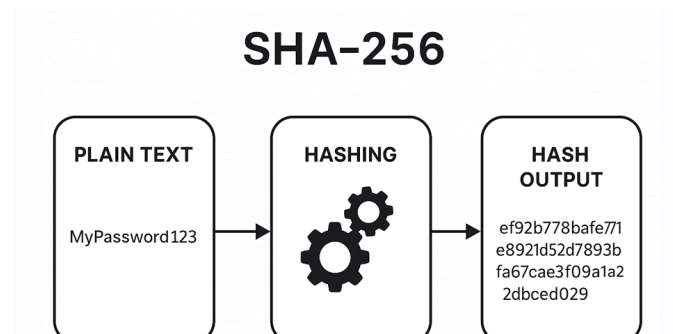 SHA-256
PLAIN TEXT
MyPassword123
HASHING
HASH
OUTPUT
ef92b778bafe771
e8921d52d7893b
fa67cae3f09a1a2
2dbced029